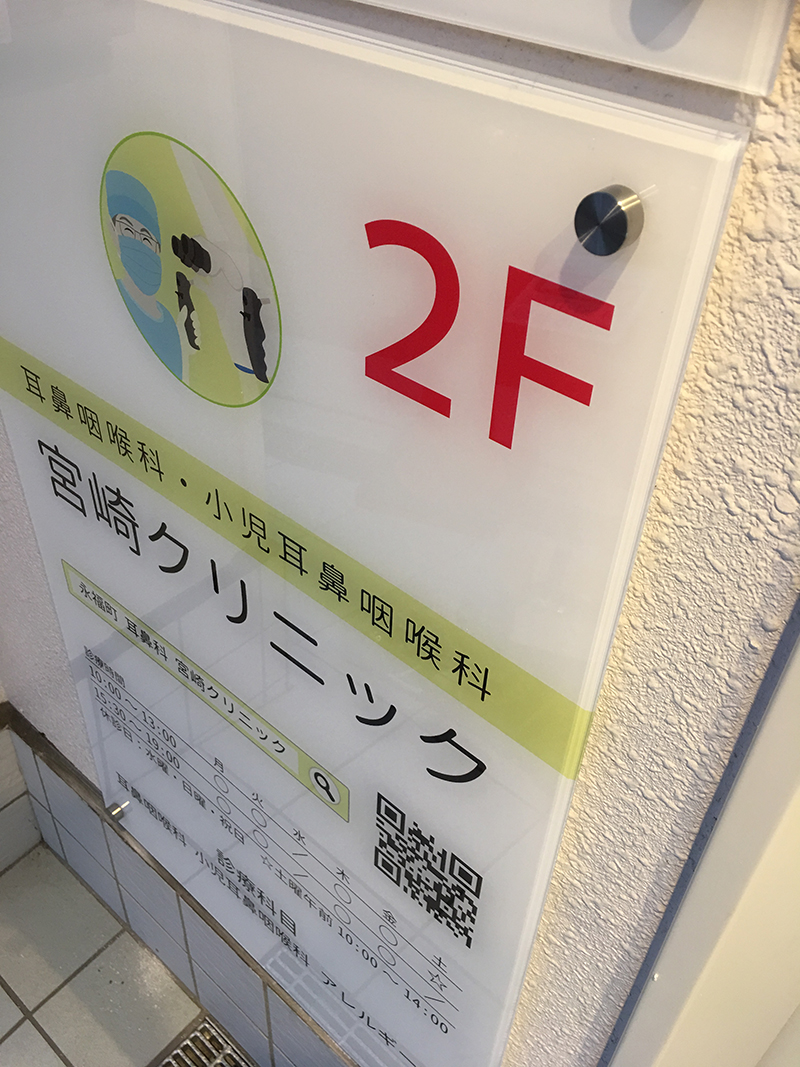 2F
耳鼻咽喉科・小児耳鼻咽喉科
宮崎クリニック
永福町 耳鼻科 宮崎クリニック
診療時間 月 火 水 木 金 土
10:00〜13:00 ○ ○ / ○ ○ ☆
15:30〜19:00 ○ ○ / ○ ○ /
休診日：水曜・日曜・祝日 ☆土曜午前 10:00〜14:00
診療科目
耳鼻咽喉科 小児耳鼻咽喉科 アレルギー